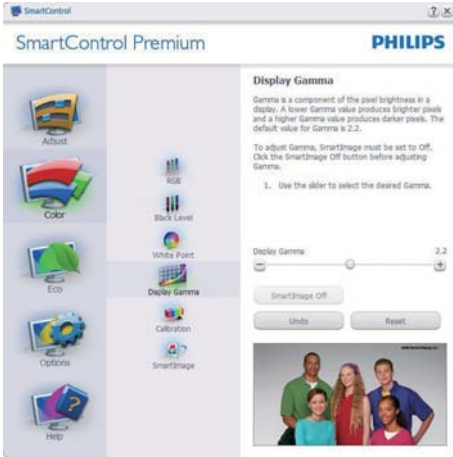 SmartControl
SmartControl Premium
PHILIPS
Adjust
Color
Eco
Options
Help
RGB
Black Level
White Point
Display Gamma
Calibration
SmartImage
Display Gamma
Gamma is a component of the pixel brightness in a
display. A lower Gamma value produces brighter pixels
and a higher Gamma value produces darker pixels. The
default value for Gamma is 2.2.
To adjust Gamma, SmartImage must be set to Off.
Click the SmartImage Off button before adjusting
Gamma.
1. Use the slider to select the desired Gamma.
Display Gamma 2.2
SmartImage Off
Undo Reset